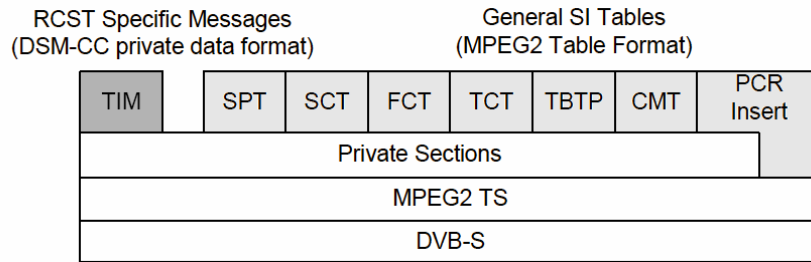 RCST Specific Messages
(DSM-CC private data format)
General SI Tables
(MPEG2 Table Format)
TIM
SPT
SCT
FCT
TCT
TBTP
CMT
PCR
Insert
Private Sections
MPEG2 TS
DVB-S